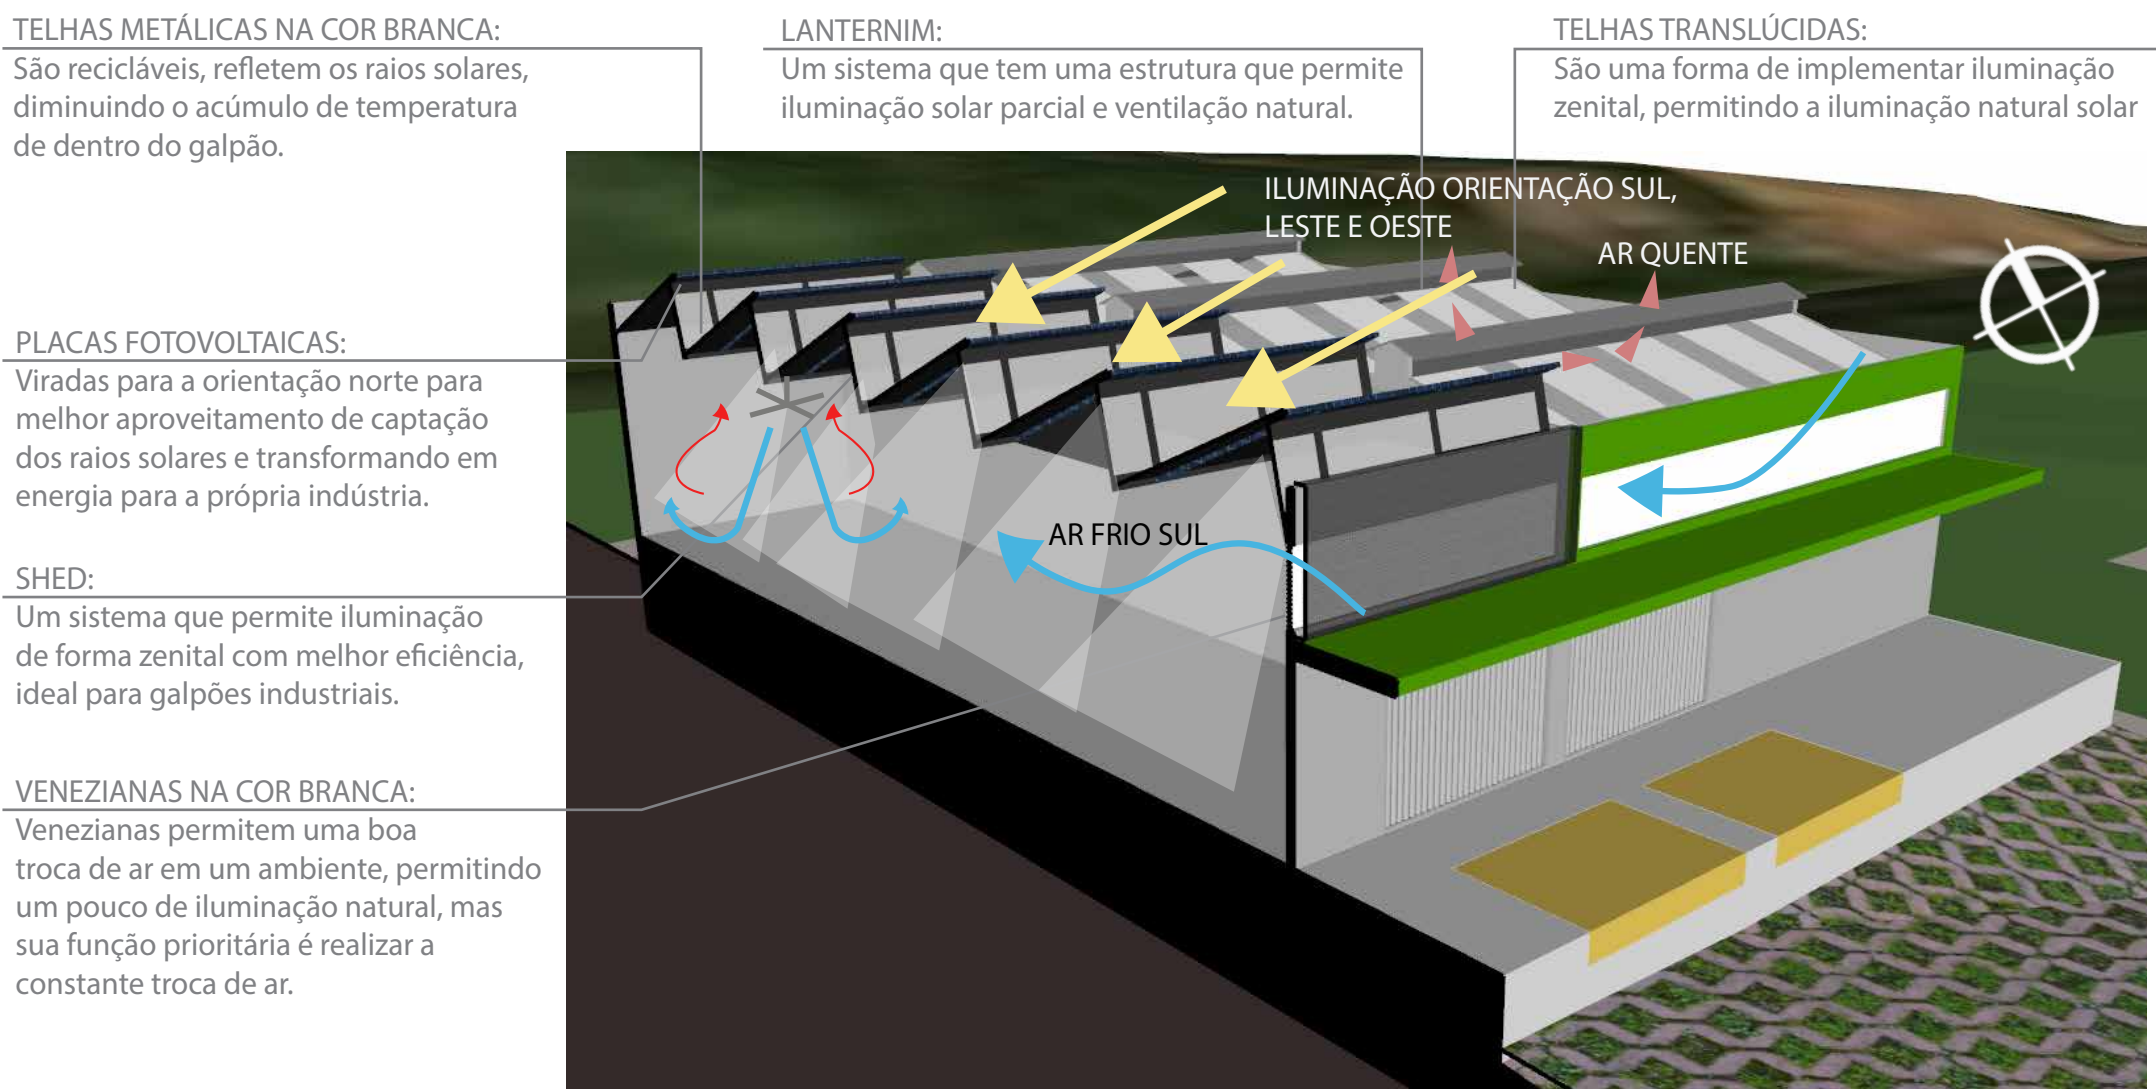 TELHAS METÁLICAS NA COR BRANCA:
São recicláveis, refletem os raios solares,
diminuindo o acúmulo de temperatura
de dentro do galpão.
LANTERNIM:
Um sistema que tem uma estrutura que permite
iluminação solar parcial e ventilação natural.
TELHAS TRANSLÚCIDAS:
São uma forma de implementar iluminação
zenital, permitindo a iluminação natural solar
ILUMINAÇÃO ORIENTAÇÃO SUL,
LESTE E OESTE
AR QUENTE
PLACAS FOTOVOLTAICAS:
Viradas para a orientação norte para
melhor aproveitamento de captação
dos raios solares e transformando em
energia para a própria indústria.
AR FRIO SUL
SHED:
Um sistema que permite iluminação
de forma zenital com melhor eficiência,
ideal para galpões industriais.
VENEZIANAS NA COR BRANCA:
Venezianas permitem uma boa
troca de ar em um ambiente, permitindo
um pouco de iluminação natural, mas
sua função prioritária é realizar a
constante troca de ar.